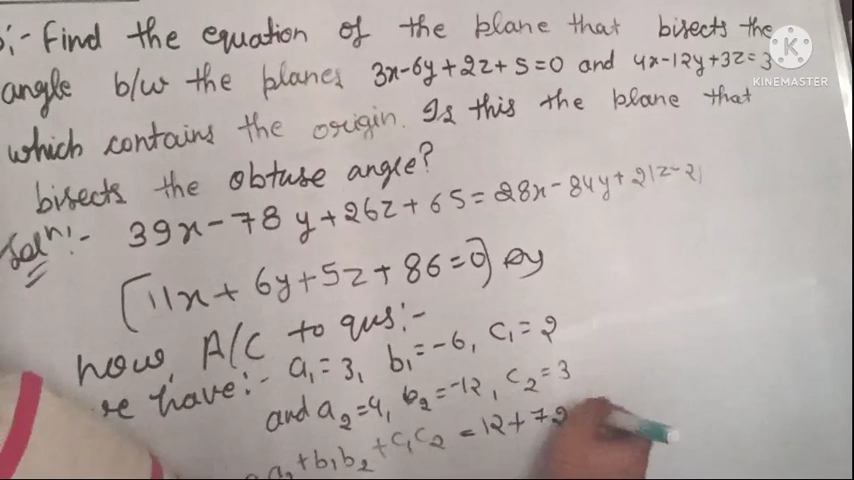 :- Find the equation of the plane that bisects the
angle b/w the planes 3x-6y+2z+5=0 and 4x-12y+3z=3
which contains the origin. Is this the plane that
bisects the obtuse angle?
Solⁿ:- 39x-78y+26z+65=28x-84y+21z-21
[11x+6y+5z+86=0]
now, A/C to qus:-
we have:- a₁=3, b₁=-6, c₁=2
and a₂=4, b₂=-12, c₂=3
a₂+b₁b₂+c₁c₂ =12+72
K
KINEMASTER